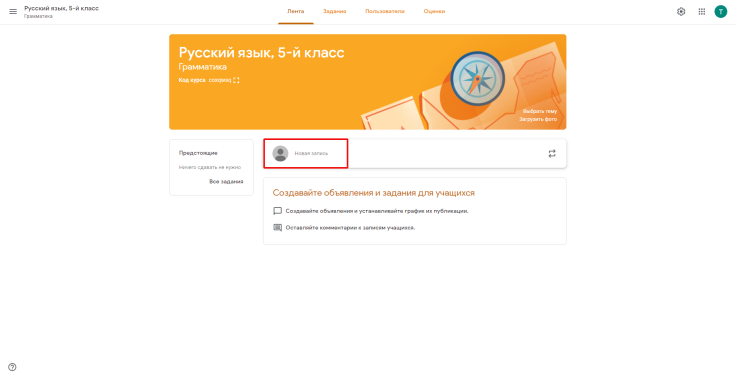 Русский язык, 5-й класс
Грамматика
Лента Задания Пользователи Оценки
T
Русский язык, 5-й класс
Грамматика
Код курса
Выбрать тему
Загрузить фото
Предстоящие
Ничего сдавать не нужно
Все задания
Новая запись
Создавайте объявления и задания для учащихся
Создавайте объявления и устанавливайте график их публикации.
Оставляйте комментарии к записям учащихся.